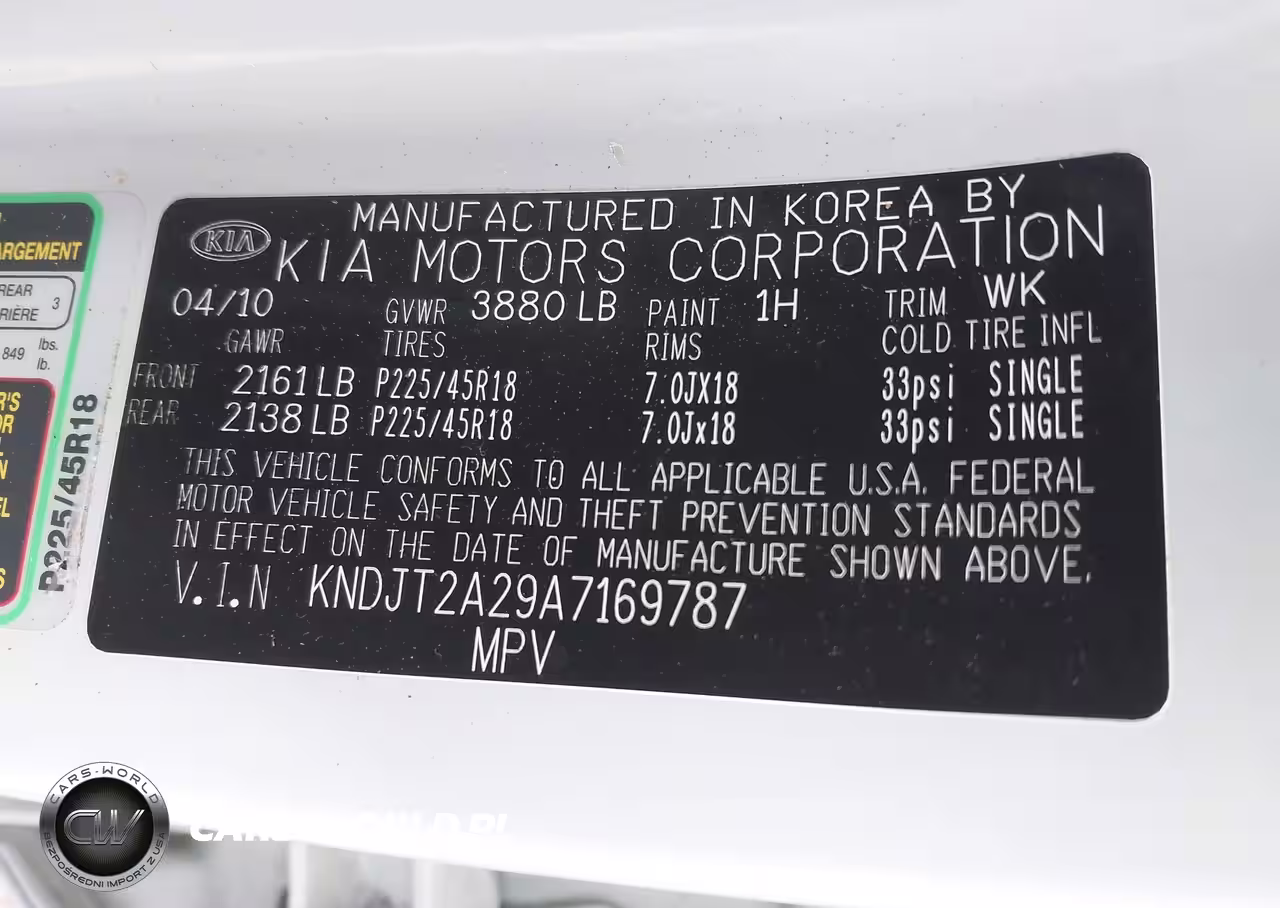 MANUFACTURED IN KOREA BY
KIA KIA MOTORS CORPORATION
04/10 GVWR 3880 LB PAINT 1H TRIM WK
GAWR TIRES RIMS COLD TIRE INFL
FRONT 2161 LB P225/45R18 7.0JX18 33psi SINGLE
REAR 2138 LB P225/45R18 7.0Jx18 33psi SINGLE
THIS VEHICLE CONFORMS TO ALL APPLICABLE U.S.A. FEDERAL
MOTOR VEHICLE SAFETY AND THEFT PREVENTION STANDARDS
IN EFFECT ON THE DATE OF MANUFACTURE SHOWN ABOVE.
V.I.N KNDJT2A29A7169787
MPV
ARGEMENT
REAR 3
RIÈRE
849 lbs.
lb.
P225/45R18
CARS-WORLD
CW
BEZPOŚREDNI IMPORT Z USA